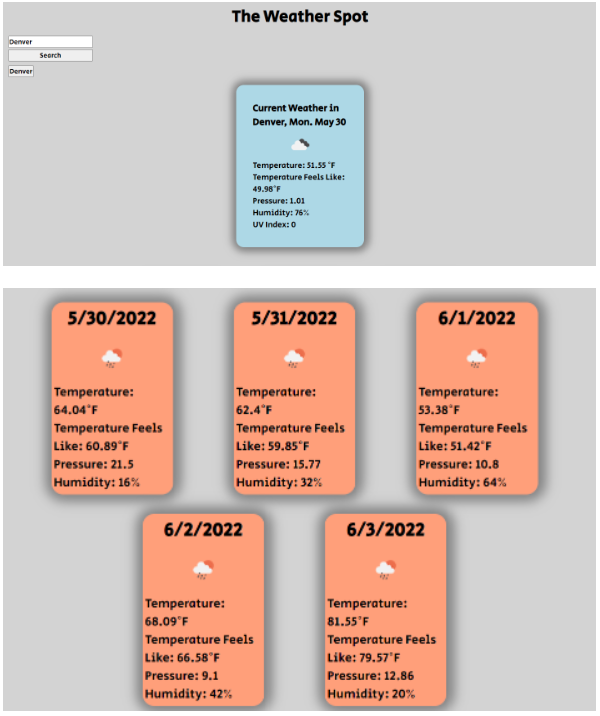 The Weather Spot
Denver
Search
Denver
Current Weather in
Denver, Mon. May 30
Temperature: 51.55 °F
Temperature Feels Like:
49.98°F
Pressure: 1.01
Humidity: 76%
UV Index: 0
5/30/2022
Temperature:
64.04°F
Temperature Feels
Like: 60.89°F
Pressure: 21.5
Humidity: 16%
5/31/2022
Temperature:
62.4°F
Temperature Feels
Like: 59.85°F
Pressure: 15.77
Humidity: 32%
6/1/2022
Temperature:
53.38°F
Temperature Feels
Like: 51.42°F
Pressure: 10.8
Humidity: 64%
6/2/2022
Temperature:
68.09°F
Temperature Feels
Like: 66.58°F
Pressure: 9.1
Humidity: 42%
6/3/2022
Temperature:
81.55°F
Temperature Feels
Like: 79.57°F
Pressure: 12.86
Humidity: 20%